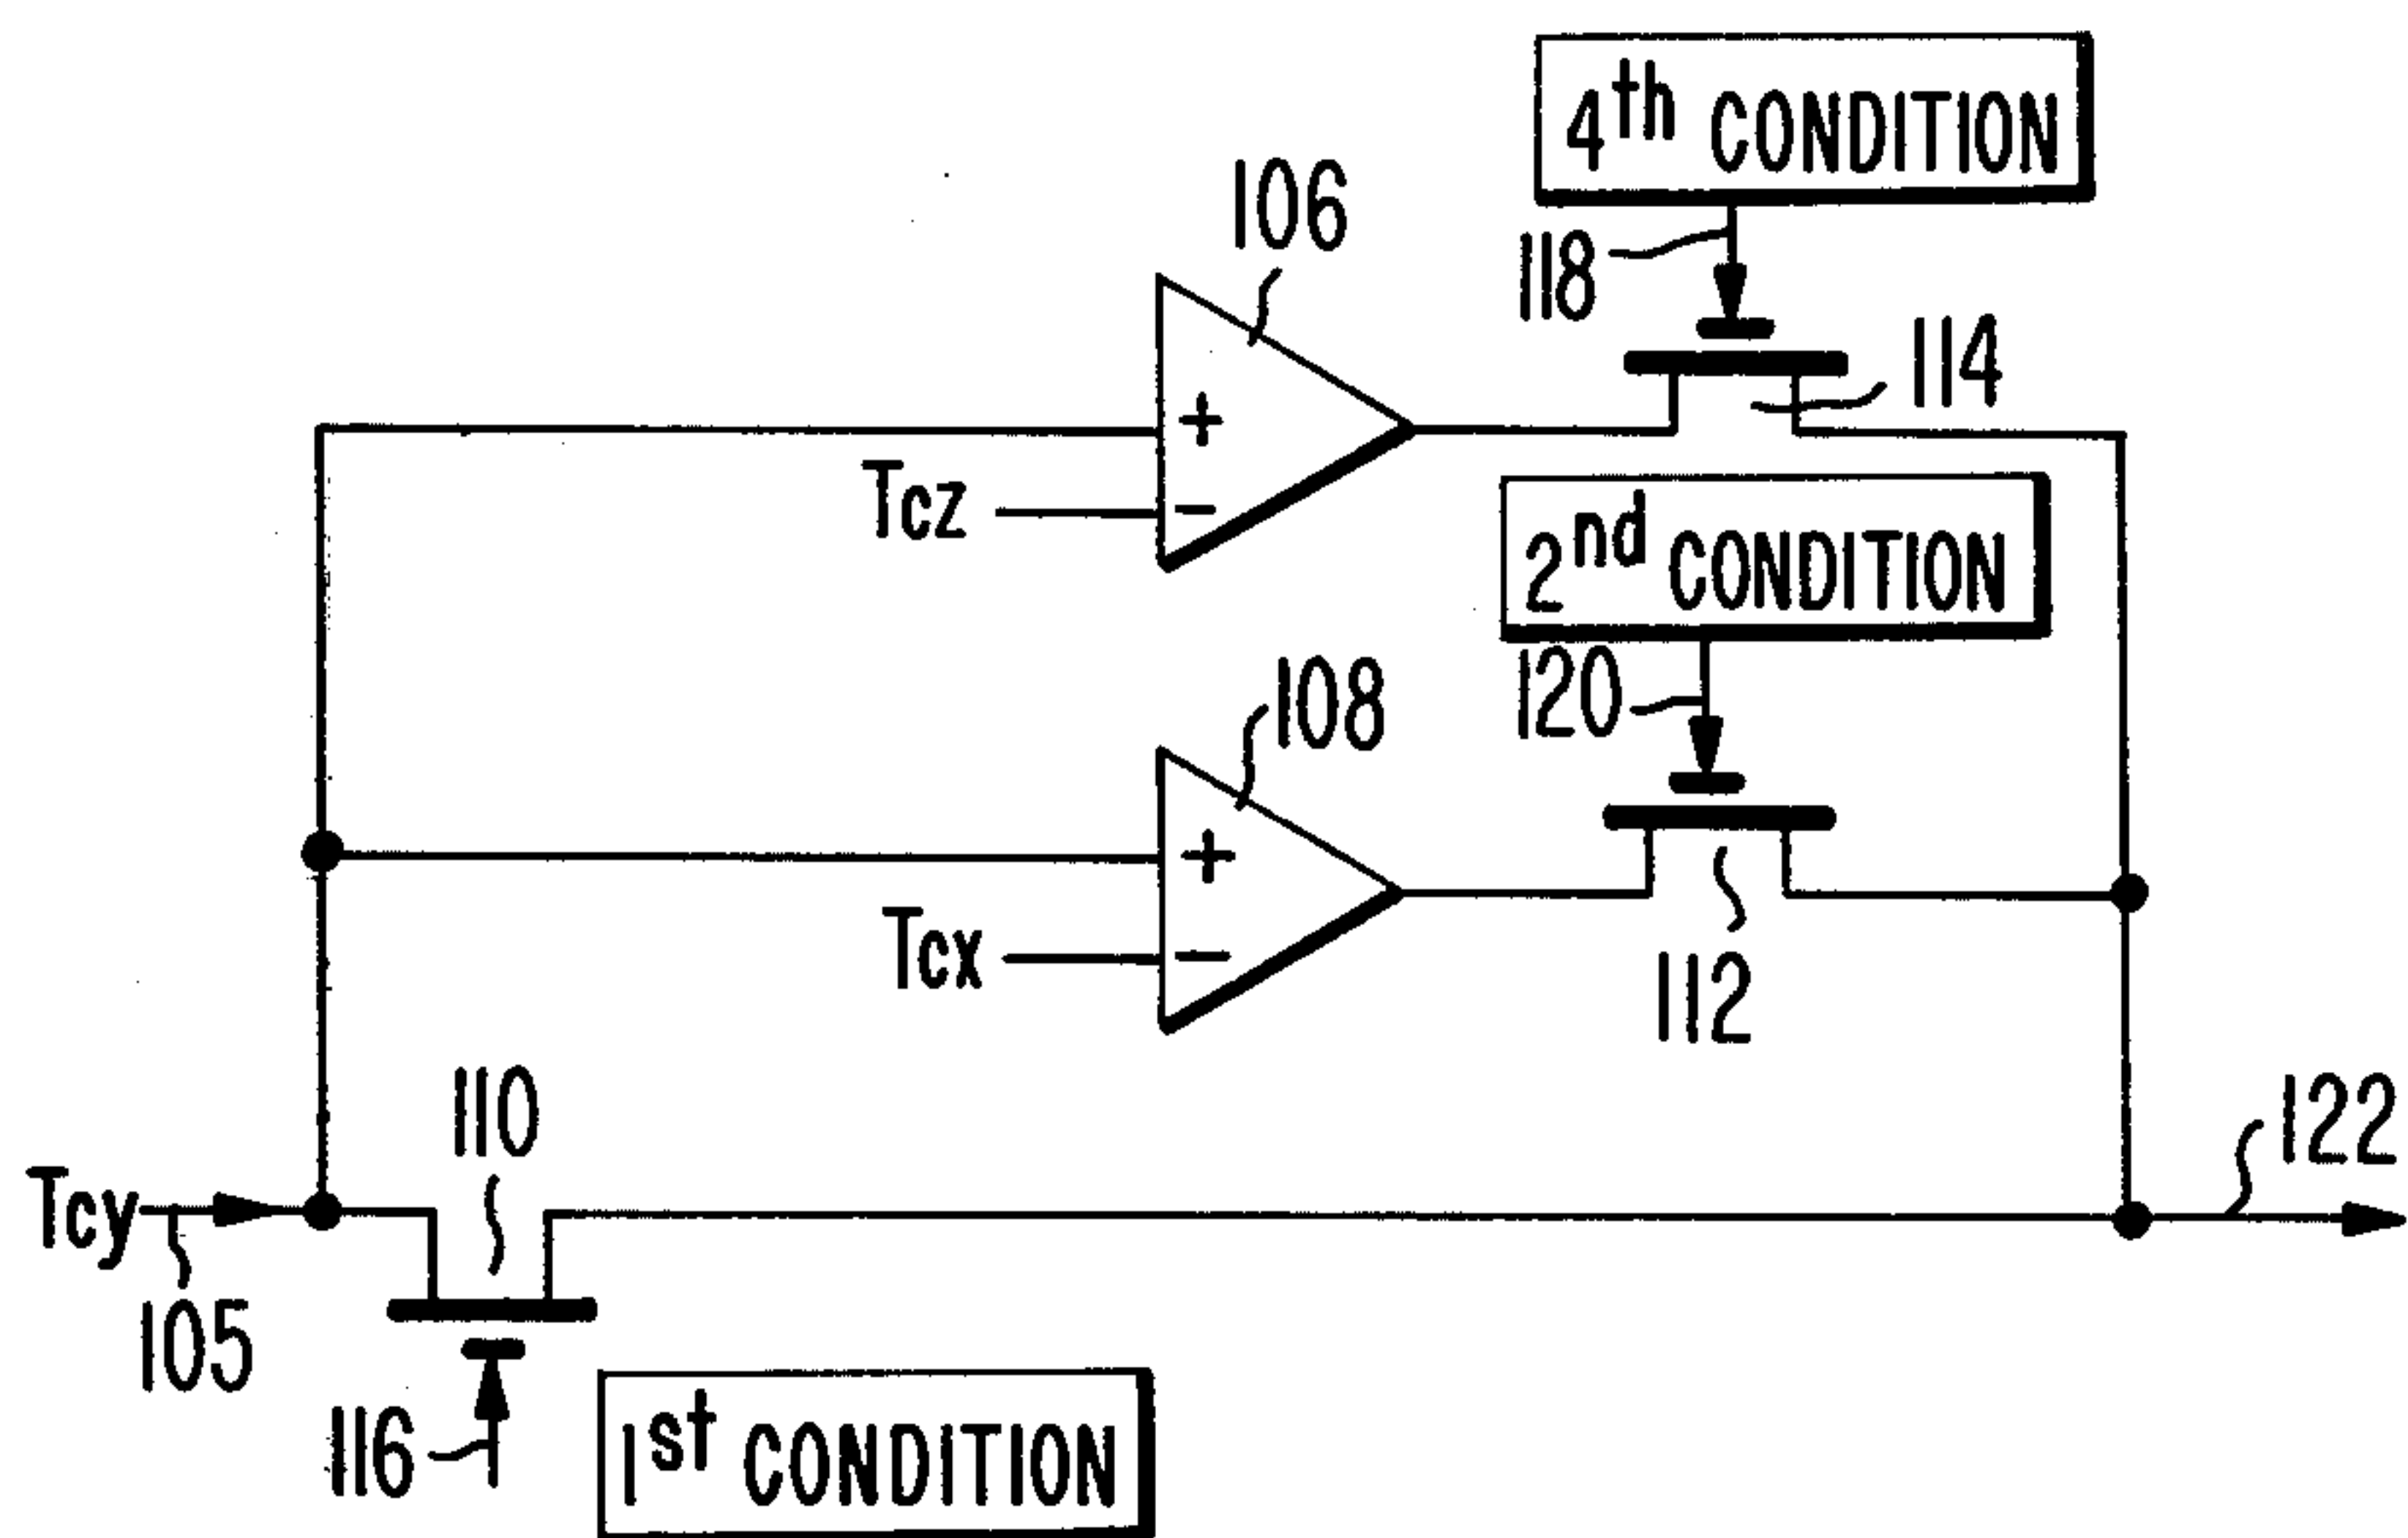 4th CONDITION
106
118
114
Tcz
2nd CONDITION
120
108
Tcx
112
110
122
Tcy
105
116
1st CONDITION